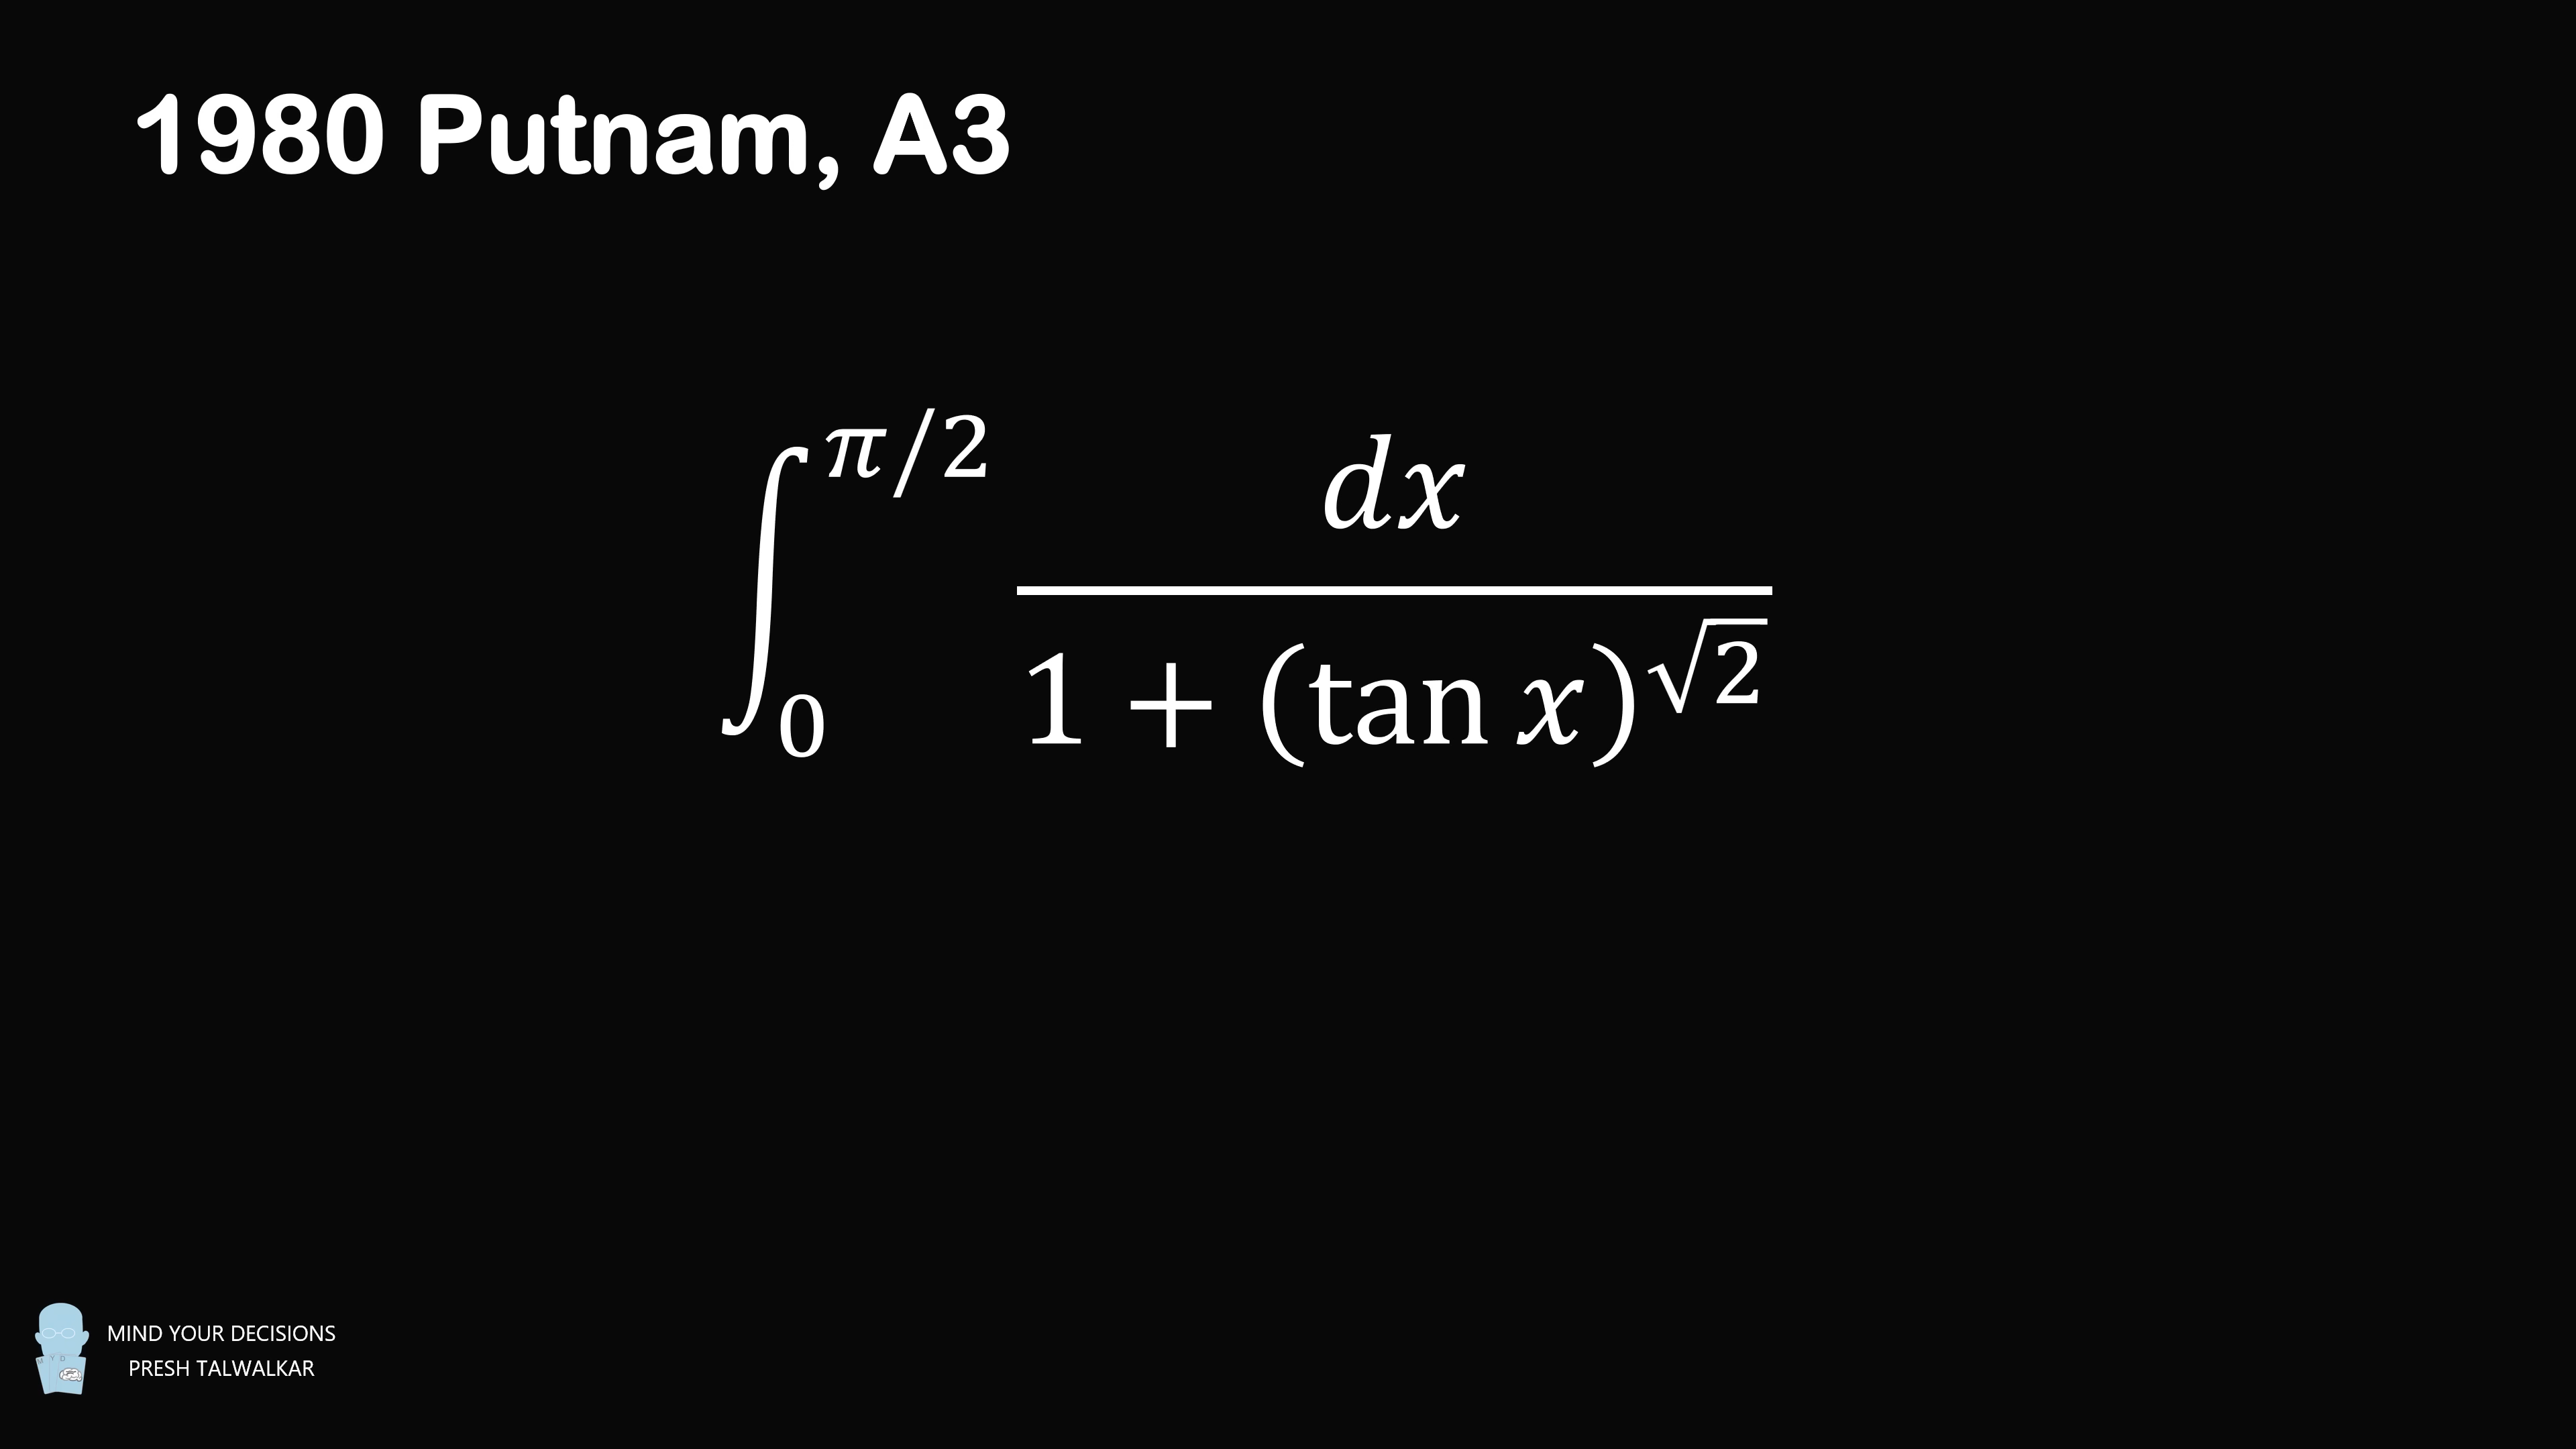 1980 Putnam, A3
∫₀^{π/2} dx / (1 + (tan x)^{√2})
MIND YOUR DECISIONS
PRESH TALWALKAR